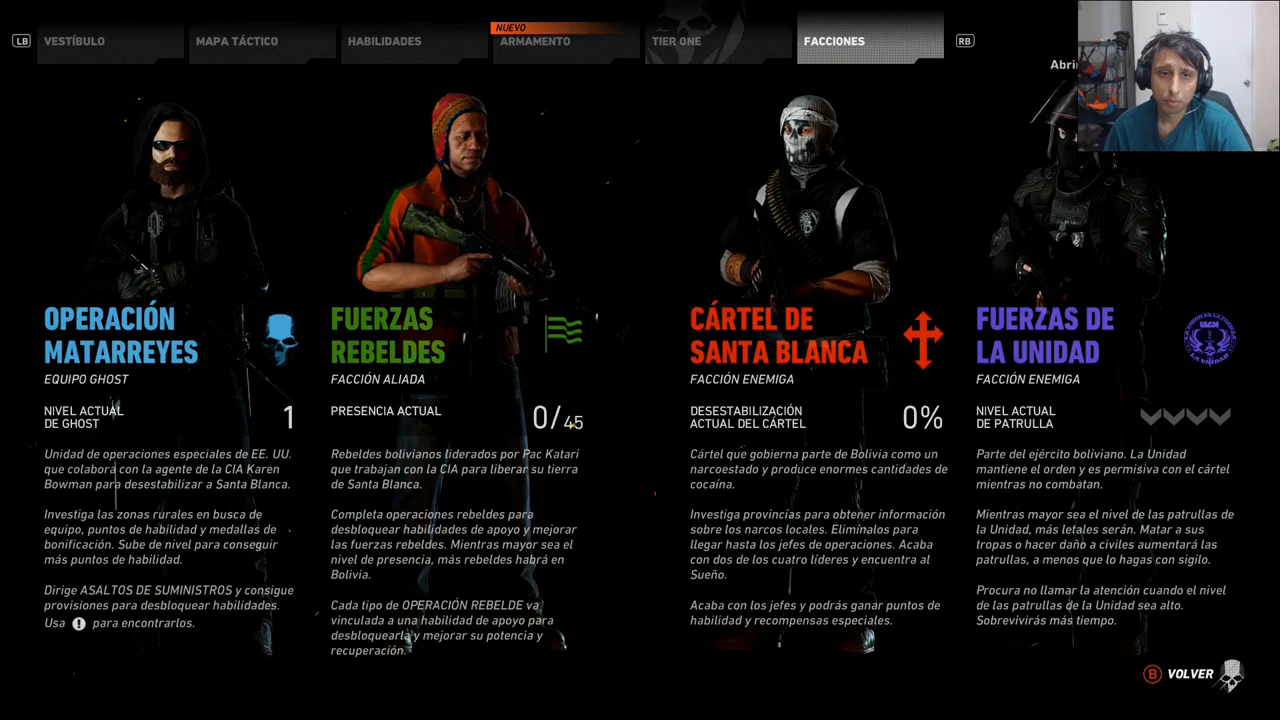 LB
VESTÍBULO
MAPA TÁCTICO
HABILIDADES
NUEVO
ARMAMENTO
TIER ONE
FACCIONES
RB
Abri
OPERACIÓN
MATARREYES
EQUIPO GHOST
NIVEL ACTUAL
DE GHOST
1
Unidad de operaciones especiales de EE. UU.
que colabora con la agente de la CIA Karen
Bowman para desestabilizar a Santa Blanca.
Investiga las zonas rurales en busca de
equipo, puntos de habilidad y medallas de
bonificación. Sube de nivel para conseguir
más puntos de habilidad.
Dirige ASALTOS DE SUMINISTROS y consigue
provisiones para desbloquear habilidades.
Usa ! para encontrarlos.
FUERZAS
REBELDES
FACCIÓN ALIADA
PRESENCIA ACTUAL
0/45
Rebeldes bolivianos liderados por Pac Katari
que trabajan con la CIA para liberar su tierra
de Santa Blanca.
Completa operaciones rebeldes para
desbloquear habilidades de apoyo y mejorar
las fuerzas rebeldes. Mientras mayor sea el
nivel de presencia, más rebeldes habrá en
Bolivia.
Cada tipo de OPERACIÓN REBELDE va
vinculada a una habilidad de apoyo para
desbloquearla y mejorar su potencia y
recuperación.
CÁRTEL DE
SANTA BLANCA
FACCIÓN ENEMIGA
DESESTABILIZACIÓN
ACTUAL DEL CÁRTEL
0%
Cártel que gobierna parte de Bolivia como un
narcoestado y produce enormes cantidades de
cocaína.
Investiga provincias para obtener información
sobre los narcos locales. Elimínalos para
llegar hasta los jefes de operaciones. Acaba
con dos de los cuatro líderes y encuentra al
Sueño.
Acaba con los jefes y podrás ganar puntos de
habilidad y recompensas especiales.
FUERZAS DE
LA UNIDAD
FACCIÓN ENEMIGA
NIVEL ACTUAL
DE PATRULLA
Parte del ejército boliviano. La Unidad
mantiene el orden y es permisiva con el cártel
mientras no combatan.
Mientras mayor sea el nivel de las patrullas de
la Unidad, más letales serán. Matar a sus
tropas o hacer daño a civiles aumentará las
patrullas, a menos que lo hagas con sigilo.
Procura no llamar la atención cuando el nivel
de las patrullas de la Unidad sea alto.
Sobrevivirás más tiempo.
B VOLVER